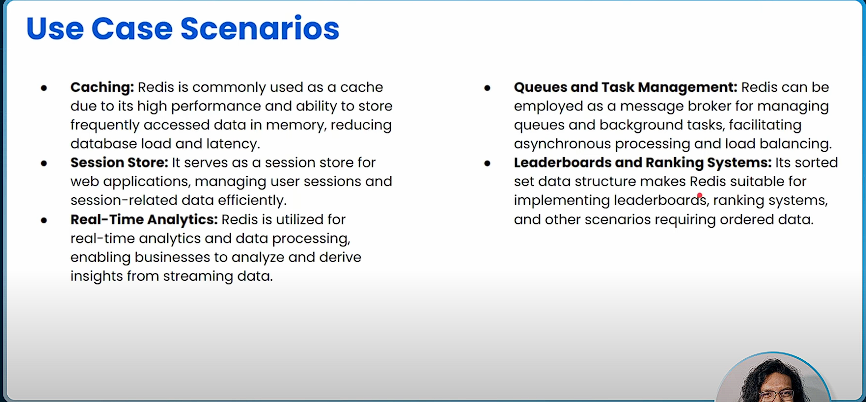 Use Case Scenarios
● Caching: Redis is commonly used as a cache
due to its high performance and ability to store
frequently accessed data in memory, reducing
database load and latency.
● Session Store: It serves as a session store for
web applications, managing user sessions and
session-related data efficiently.
● Real-Time Analytics: Redis is utilized for
real-time analytics and data processing,
enabling businesses to analyze and derive
insights from streaming data.
● Queues and Task Management: Redis can be
employed as a message broker for managing
queues and background tasks, facilitating
asynchronous processing and load balancing.
● Leaderboards and Ranking Systems: Its sorted
set data structure makes Redis suitable for
implementing leaderboards, ranking systems,
and other scenarios requiring ordered data.